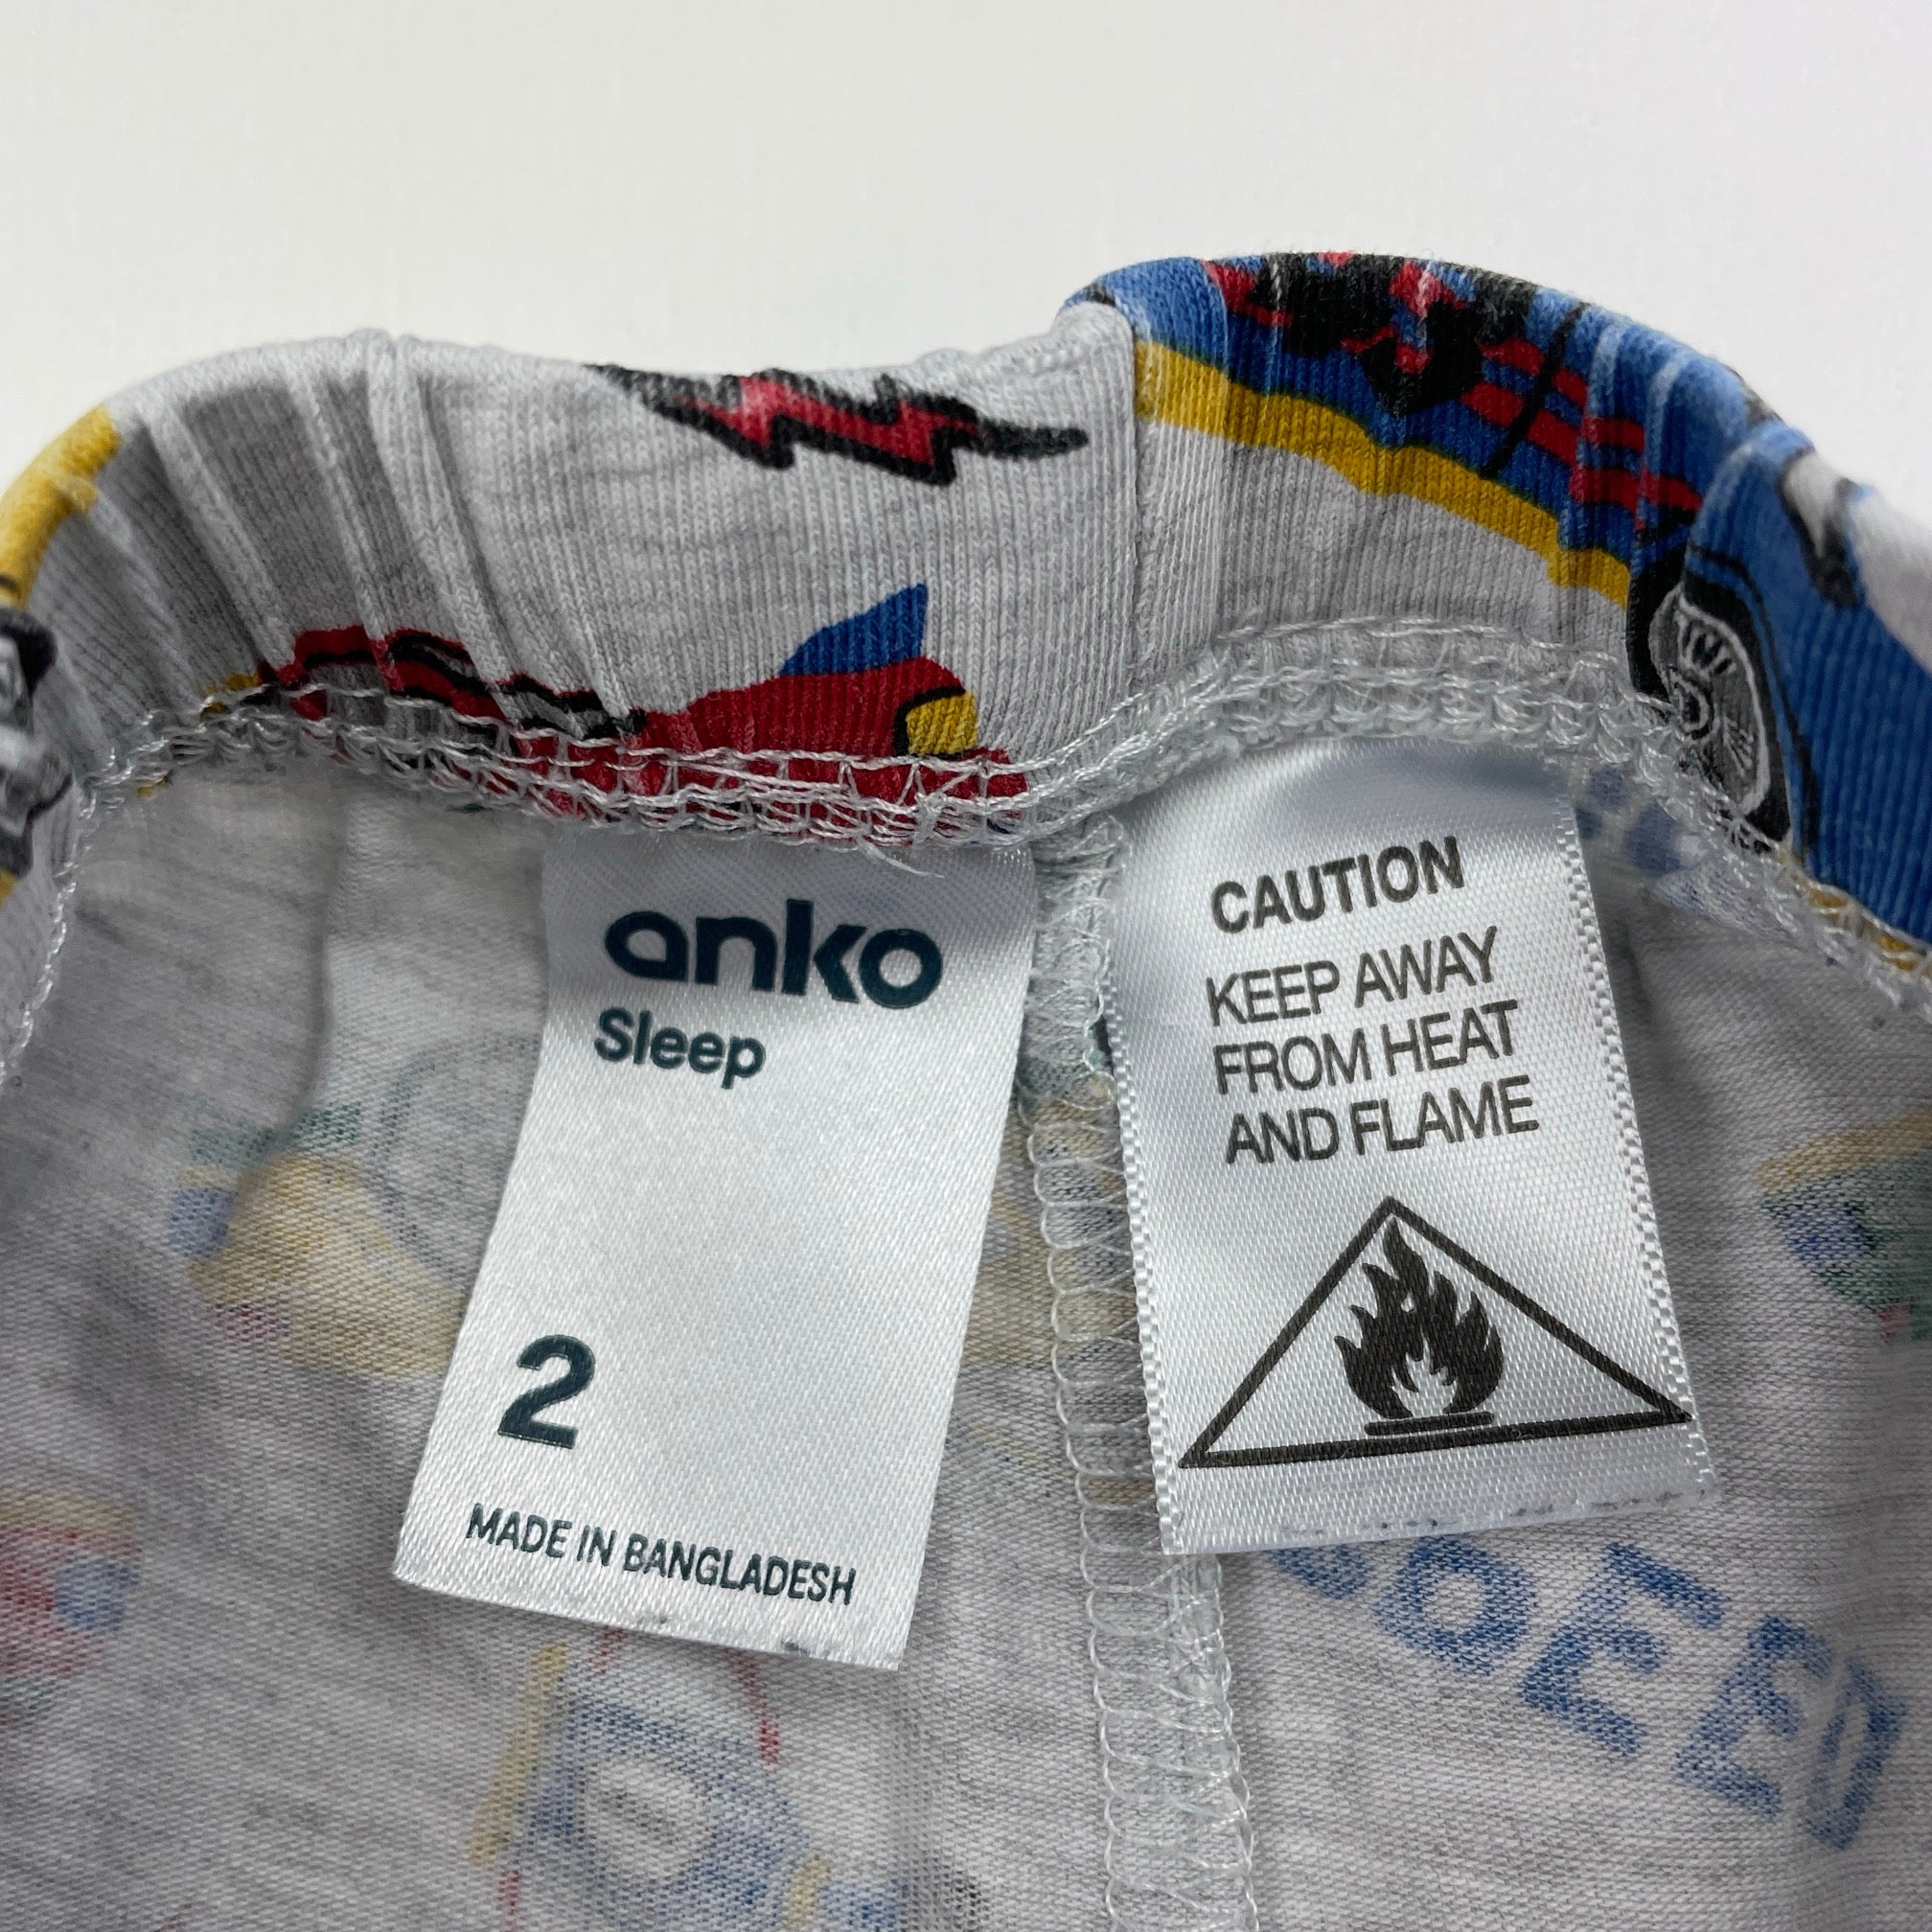 anko
Sleep
2
MADE IN BANGLADESH
CAUTION
KEEP AWAY
FROM HEAT
AND FLAME